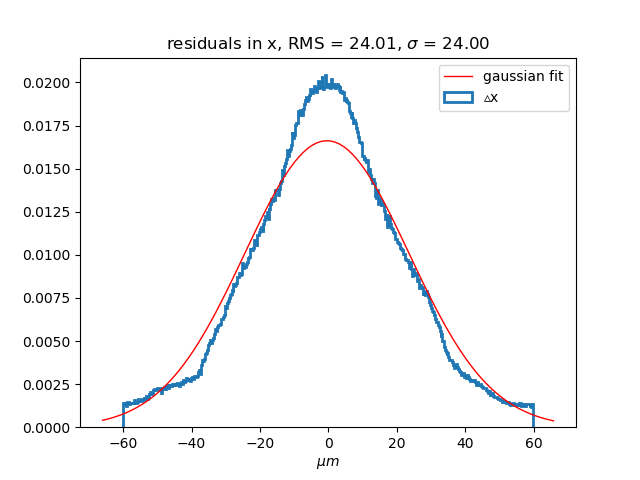 residuals in x, RMS = 24.01, σ = 24.00
gaussian fit
▵x
0.0200
0.0175
0.0150
0.0125
0.0100
0.0075
0.0050
0.0025
0.0000
−60 −40 −20 0 20 40 60
μm